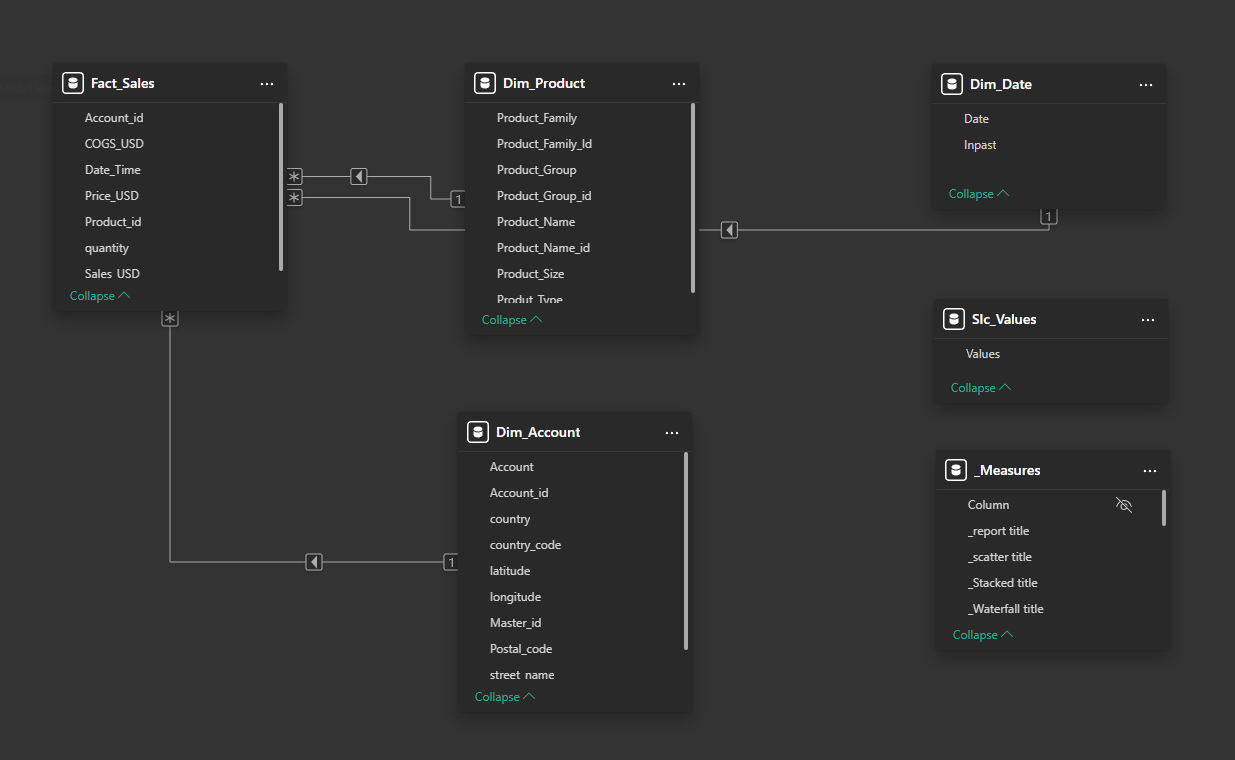 Fact_Sales
Account_id
COGS_USD
Date_Time
Price_USD
Product_id
quantity
Sales_USD
Collapse
Dim_Product
Product_Family
Product_Family_Id
Product_Group
Product_Group_id
Product_Name
Product_Name_id
Product_Size
Produt_Type
Collapse
Dim_Date
Date
Inpast
Collapse
Slc_Values
Values
Collapse
Dim_Account
Account
Account_id
country
country_code
latitude
longitude
Master_id
Postal_code
street_name
Collapse
_Measures
Column
_report title
_scatter title
_Stacked title
_Waterfall title
Collapse
*
*
1
1
*
1